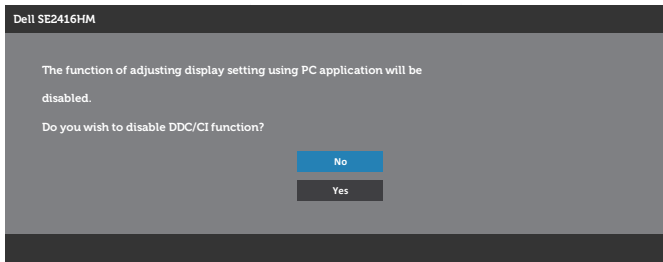 Dell SE2416HM
The function of adjusting display setting using PC application will be
disabled.
Do you wish to disable DDC/CI function?
No
Yes